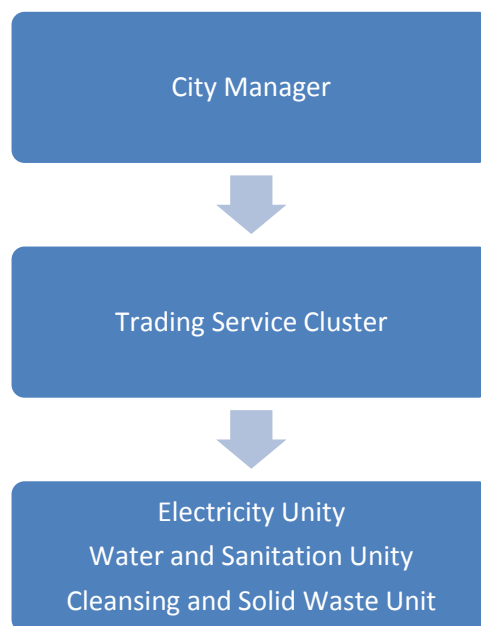 City Manager
Trading Service Cluster
Electricity Unity
Water and Sanitation Unity
Cleansing and Solid Waste Unit